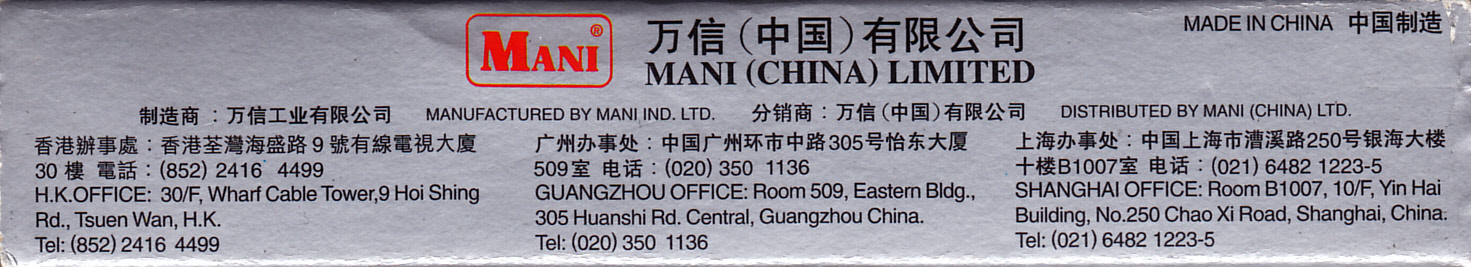 MANI®
万信（中国）有限公司
MANI (CHINA) LIMITED
MADE IN CHINA 中国制造
制造商：万信工业有限公司 MANUFACTURED BY MANI IND. LTD. 分销商：万信（中国）有限公司 DISTRIBUTED BY MANI (CHINA) LTD.
香港辦事處：香港荃灣海盛路9號有線電視大廈
30樓 電話：(852) 2416 4499
H.K.OFFICE: 30/F, Wharf Cable Tower,9 Hoi Shing
Rd., Tsuen Wan, H.K.
Tel: (852) 2416 4499
广州办事处：中国广州环市中路305号怡东大厦
509室 电话：(020) 350 1136
GUANGZHOU OFFICE: Room 509, Eastern Bldg.,
305 Huanshi Rd. Central, Guangzhou China.
Tel: (020) 350 1136
上海办事处：中国上海市漕溪路250号银海大楼
十楼B1007室 电话：(021) 6482 1223-5
SHANGHAI OFFICE: Room B1007, 10/F, Yin Hai
Building, No.250 Chao Xi Road, Shanghai, China.
Tel: (021) 6482 1223-5